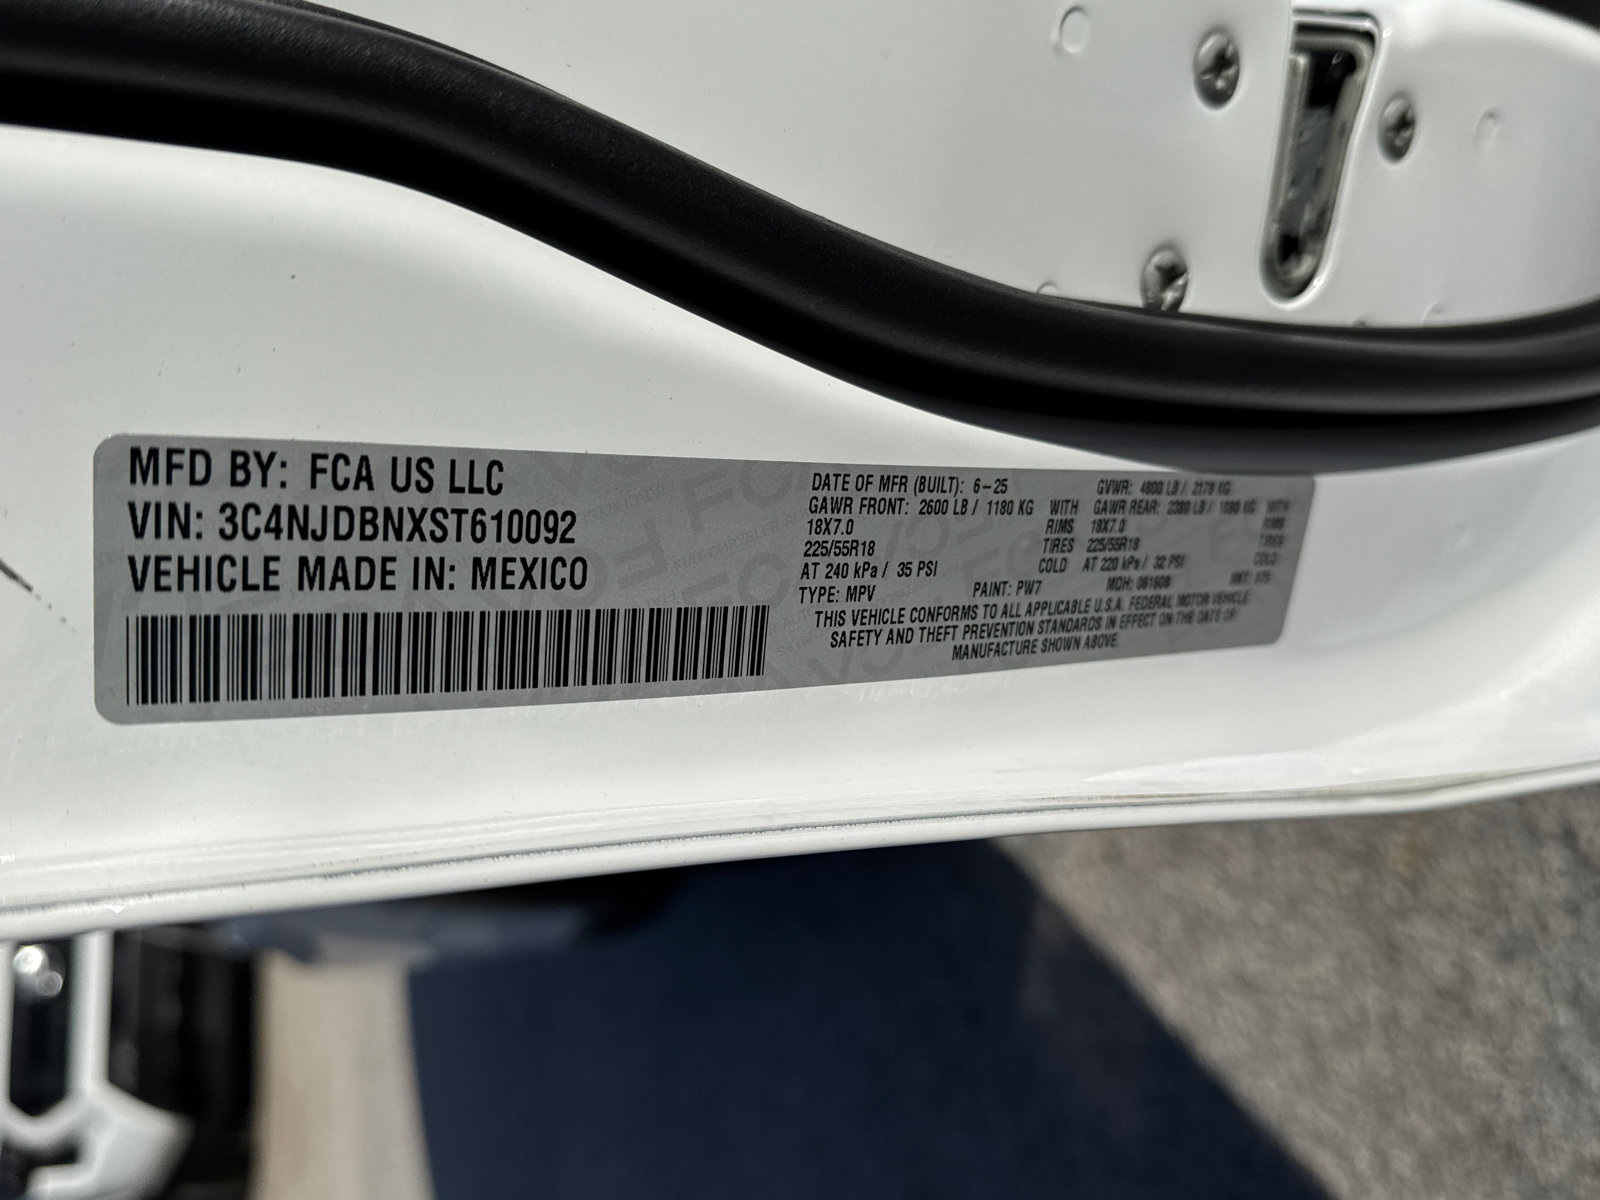 MFD BY: FCA US LLC
VIN: 3C4NJDBNXST610092
VEHICLE MADE IN: MEXICO
DATE OF MFR (BUILT): 6-25 GVWR: 4800 LB / 2178 KG
GAWR FRONT: 2600 LB / 1180 KG WITH GAWR REAR: 2380 LB / 1080 KG WITH
18X7.0 RIMS 18X7.0 RIMS
225/55R18 TIRES 225/55R18 TIRES
AT 240 kPa / 35 PSI COLD AT 220 kPa / 32 PSI COLD
TYPE: MPV PAINT: PW7 MDH: 061608
THIS VEHICLE CONFORMS TO ALL APPLICABLE U.S.A. FEDERAL MOTOR VEHICLE
SAFETY AND THEFT PREVENTION STANDARDS IN EFFECT ON THE DATE OF
MANUFACTURE SHOWN ABOVE.